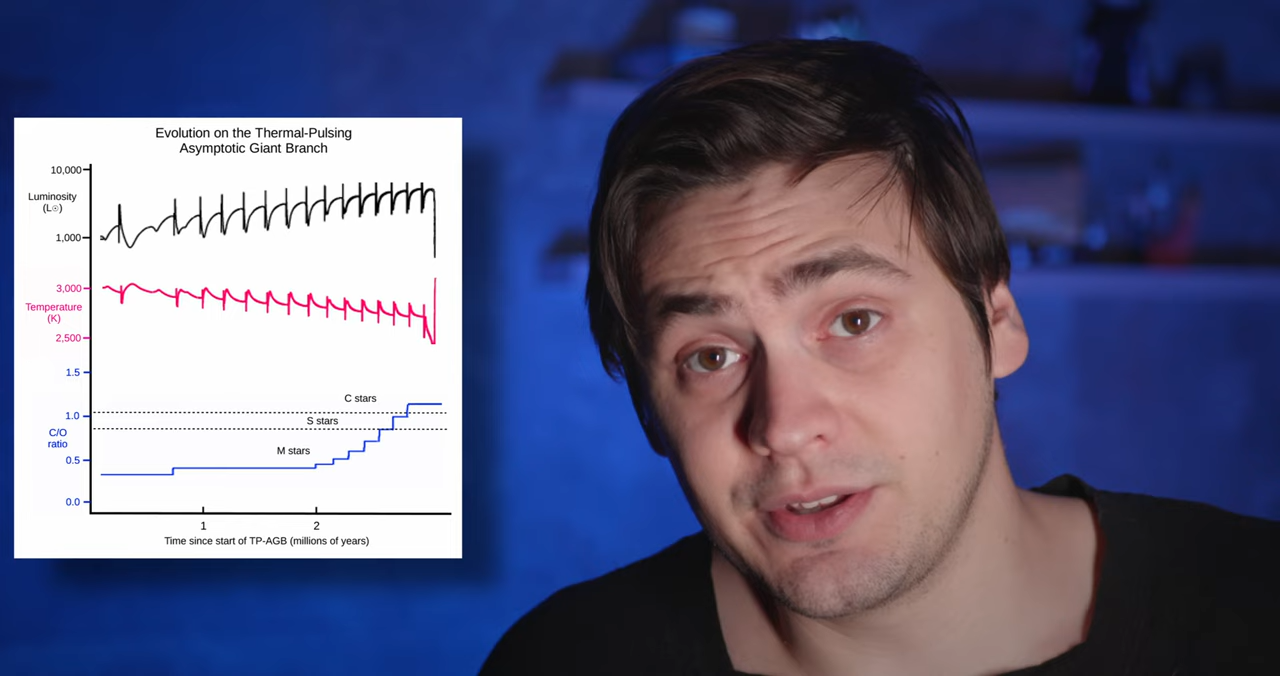 Evolution on the Thermal-Pulsing
Asymptotic Giant Branch
10,000
Luminosity
(L☉)
1,000
3,000
Temperature
(K)
2,500
1.5
C stars
1.0
S stars
C/O
ratio
M stars
0.5
0.0
1
2
Time since start of TP-AGB (millions of years)